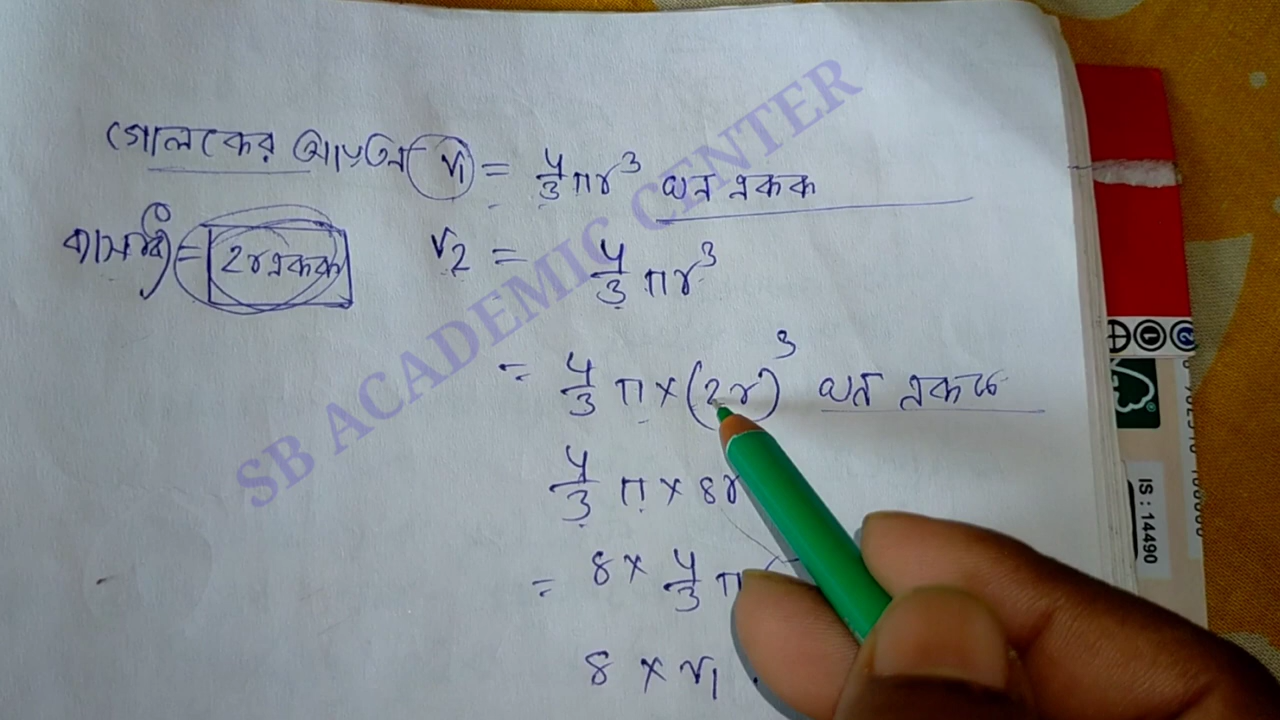 গোলকের আয়তন v₁ = 4/3 πr³ ঘন একক
ব্যাসার্ধ = 2r একক
v₂ = 4/3 πr³
= 4/3 π × (2r)³ ঘন একক
4/3 π × 8r
= 8 × 4/3 π
8 × v₁
SB ACADEMIC CENTER
IS : 14490